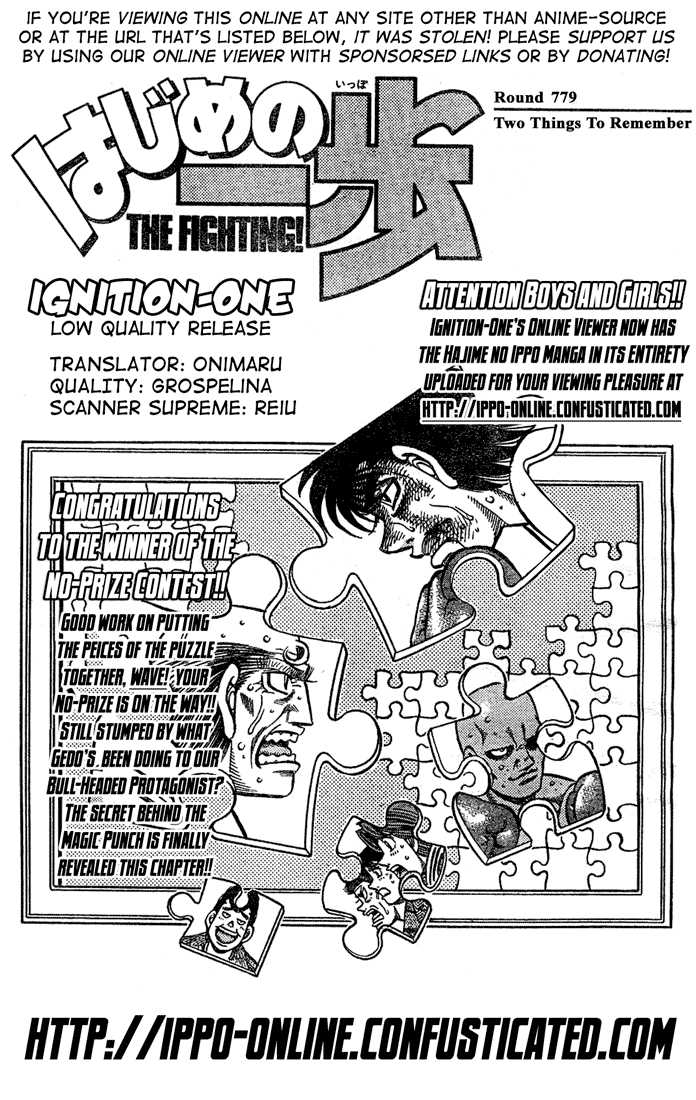 IF YOU'RE VIEWING THIS ONLINE AT ANY SITE OTHER THAN ANIME-SOURCE
OR AT THE URL THAT'S LISTED BELOW, IT WAS STOLEN! PLEASE SUPPORT US
BY USING OUR ONLINE VIEWER WITH SPONSORSED LINKS OR BY DONATING!
いっぽ
はじめの一歩
THE FIGHTING!
Round 779
Two Things To Remember
IGNITION-ONE
LOW QUALITY RELEASE
TRANSLATOR: ONIMARU
QUALITY: GROSPELINA
SCANNER SUPREME: REIU
ATTENTION BOYS AND GIRLS!!
IGNITION-ONE'S ONLINE VIEWER NOW HAS
THE HAJIME NO IPPO MANGA IN ITS ENTIRETY
UPLOADED FOR YOUR VIEWING PLEASURE AT
HTTP://IPPO-ONLINE.CONFUSTICATED.COM
CONGRATULATIONS
TO THE WINNER OF THE
NO-PRIZE CONTEST!!
GOOD WORK ON PUTTING
THE PEICES OF THE PUZZLE
TOGETHER, WAVE! YOUR
NO-PRIZE IS ON THE WAY!!
STILL STUMPED BY WHAT
GEDO'S BEEN DOING TO OUR
BULL-HEADED PROTAGONIST?
THE SECRET BEHIND THE
MAGIC PUNCH IS FINALLY
REVEALED THIS CHAPTER!!
HTTP://IPPO-ONLINE.CONFUSTICATED.COM